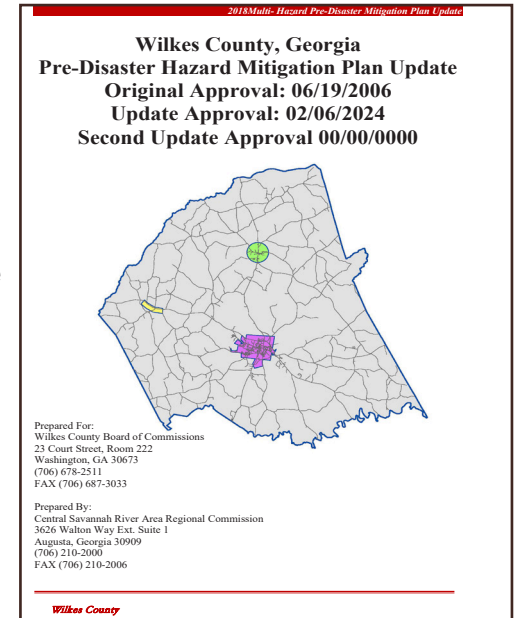 2018Multi- Hazard Pre-Disaster Mitigation Plan Update
Wilkes County, Georgia
Pre-Disaster Hazard Mitigation Plan Update
Original Approval: 06/19/2006
Update Approval: 02/06/2024
Second Update Approval 00/00/0000
Prepared For:
Wilkes County Board of Commissions
23 Court Street, Room 222
Washington, GA 30673
(706) 678-2511
FAX (706) 687-3033
Prepared By:
Central Savannah River Area Regional Commission
3626 Walton Way Ext. Suite 1
Augusta, Georgia 30909
(706) 210-2000
FAX (706) 210-2006
Wilkes County